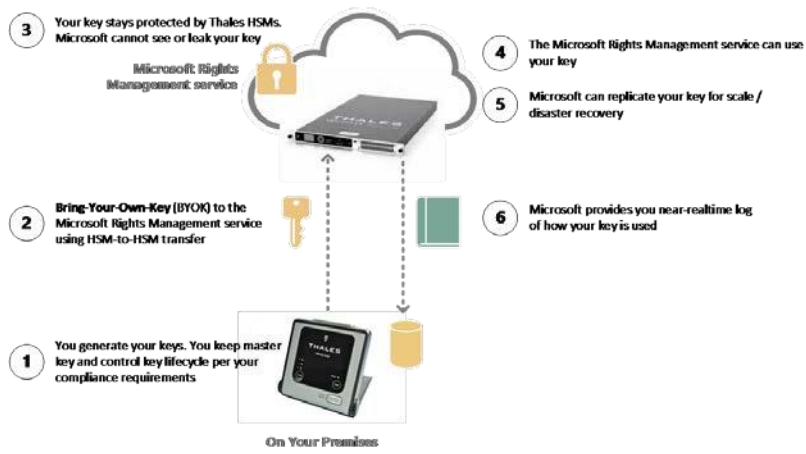 3
Your key stays protected by Thales HSMs.
Microsoft cannot see or leak your key
Microsoft Rights
Management service
THALES
4
The Microsoft Rights Management service can use
your key
5
Microsoft can replicate your key for scale /
disaster recovery
2
Bring-Your-Own-Key (BYOK) to the
Microsoft Rights Management service
using HSM-to-HSM transfer
6
Microsoft provides you near-realtime log
of how your key is used
1
You generate your keys. You keep master
key and control key lifecycle per your
compliance requirements
THALES
On Your Premises